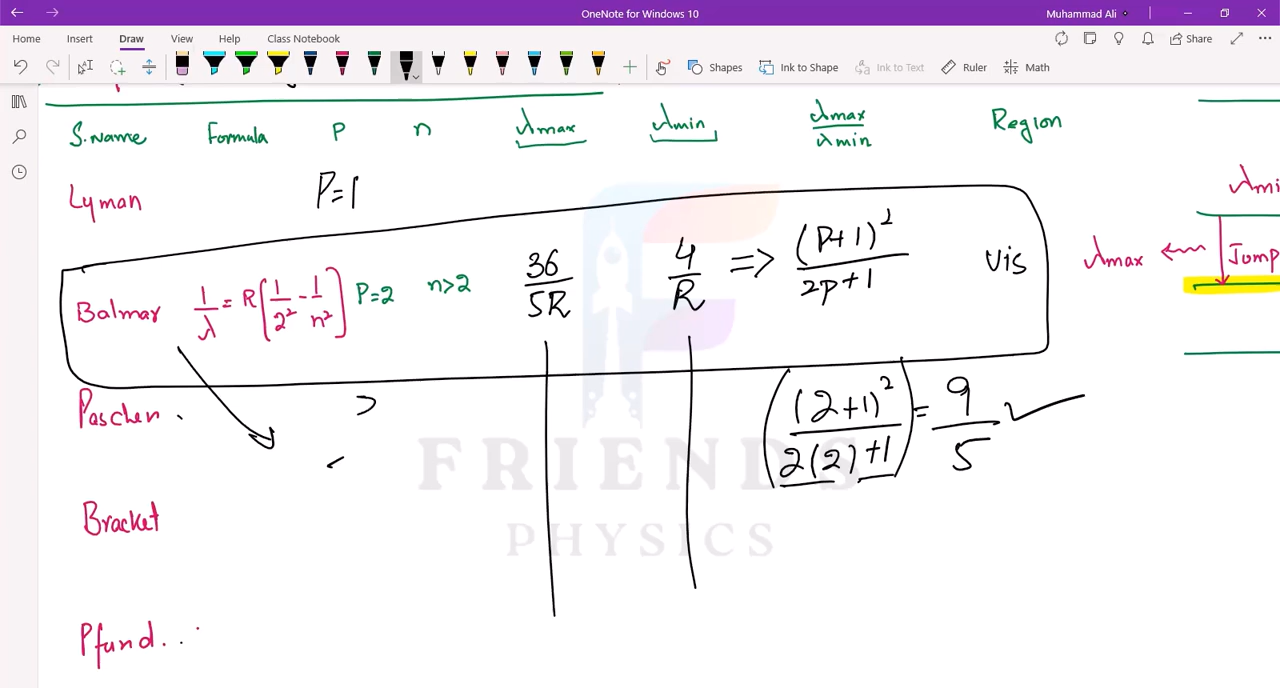 OneNote for Windows 10
Muhammad Ali
Home Insert Draw View Help Class Notebook
Share
Shapes Ink to Shape Ink to Text Ruler Math
S.Name Formula P n λmax λmin λmax/λmin Region
Lyman P=1
λmi
Balmar 1/λ = R[1/2² - 1/n²] P=2 n>2 36/5R 4/R => (P+1)²/2P+1 Vis
λmax Jump
Paschen . (2+1)²/2(2)+1 = 9/5 ✓
FRIENDS
Bracket
PHYSICS
Pfund...